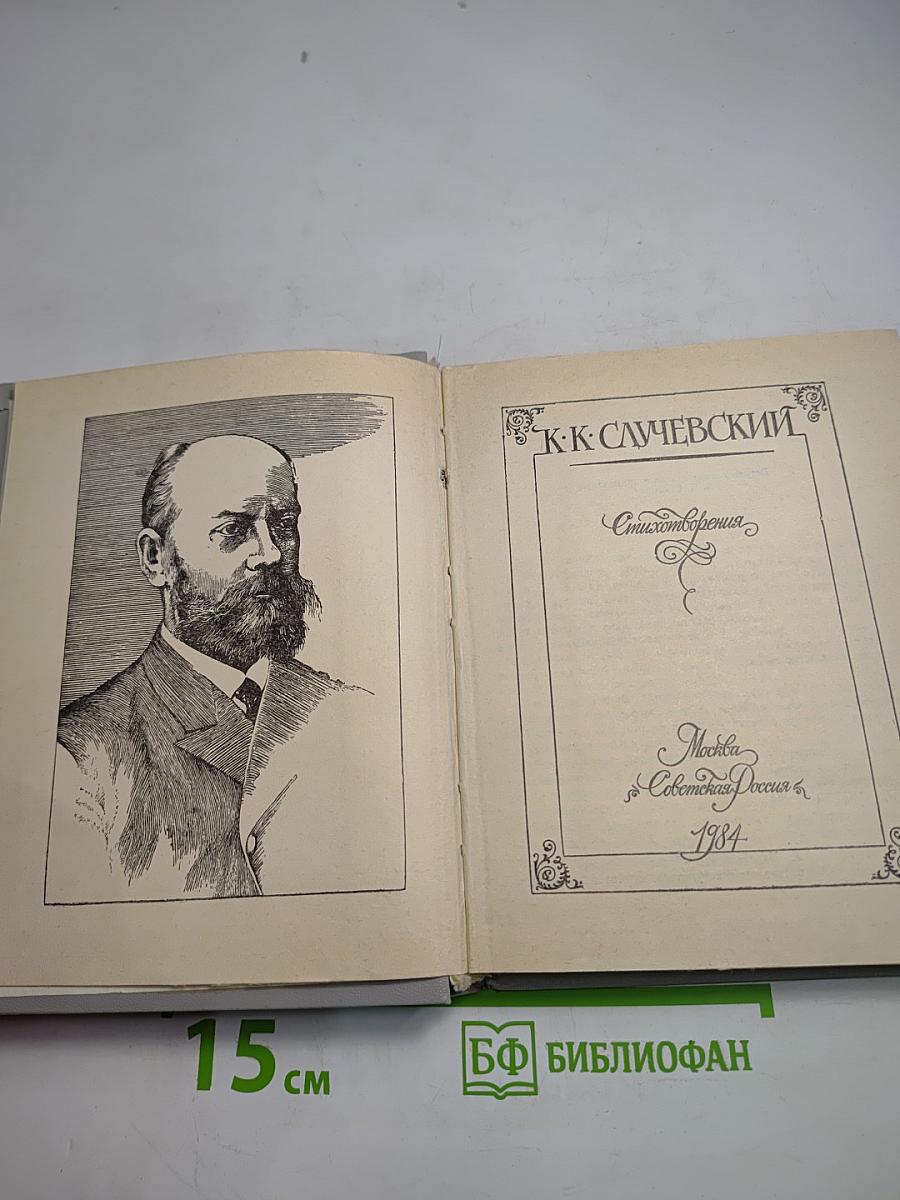 К·К·СЛУЧЕВСКИЙ
Стихотворения
Москва
Советская Россия
1984
15 см
БФ БИБЛИОФАН